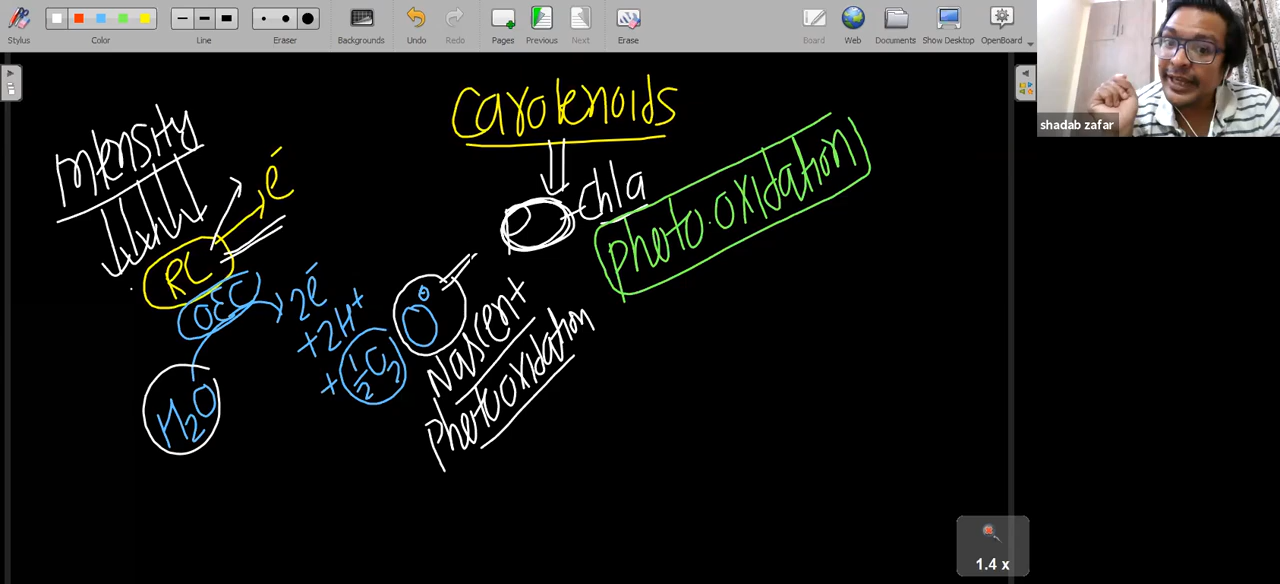 Stylus
Color
Line
Eraser
Backgrounds
Undo
Redo
Pages
Previous
Next
Erase
Board
Web
Documents
Show Desktop
OpenBoard
shadab zafar
Carotenoids
Intensity
é
Chla
photo.oxidation
RC
OEC
2é
+2H+
+ 1/2 O2
O°
Nascent
photooxidation
H2O
1.4 x